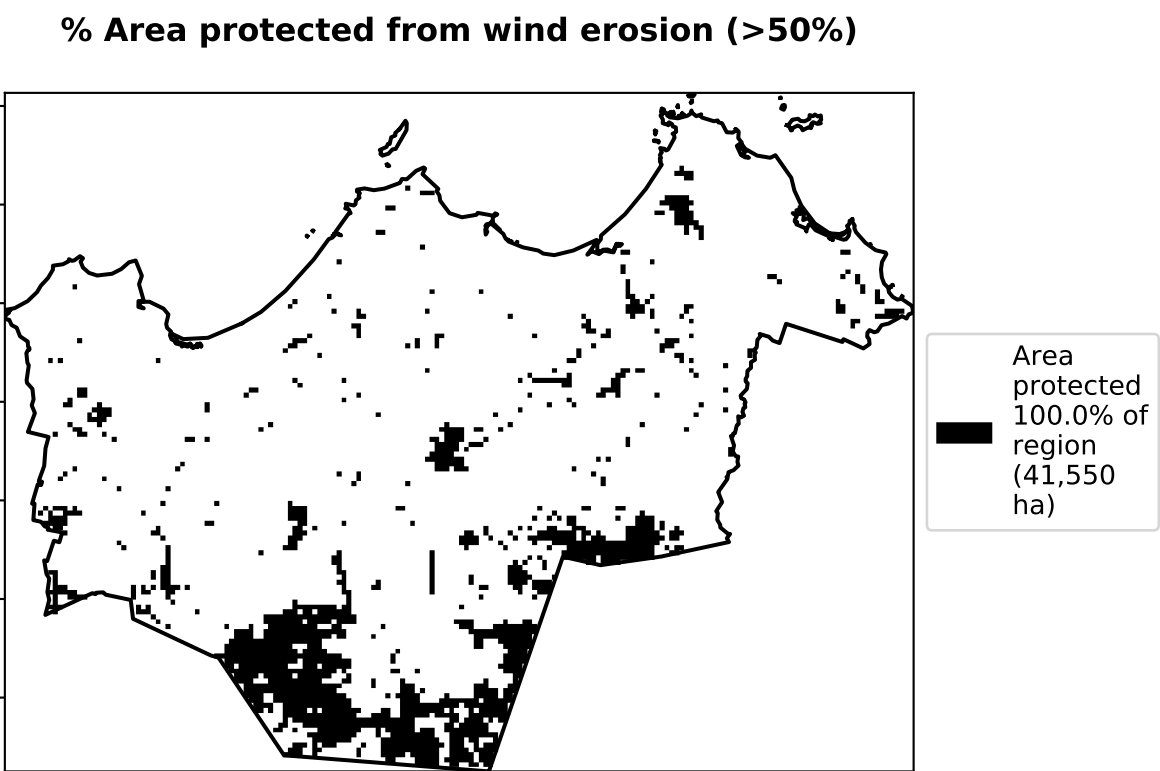 % Area protected from wind erosion (>50%)
Area
protected
100.0% of
region
(41,550
ha)